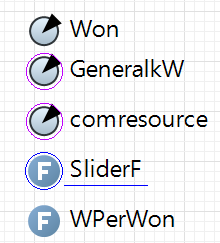 Won
GeneralkW
comresource
F SliderF
F WPerWon